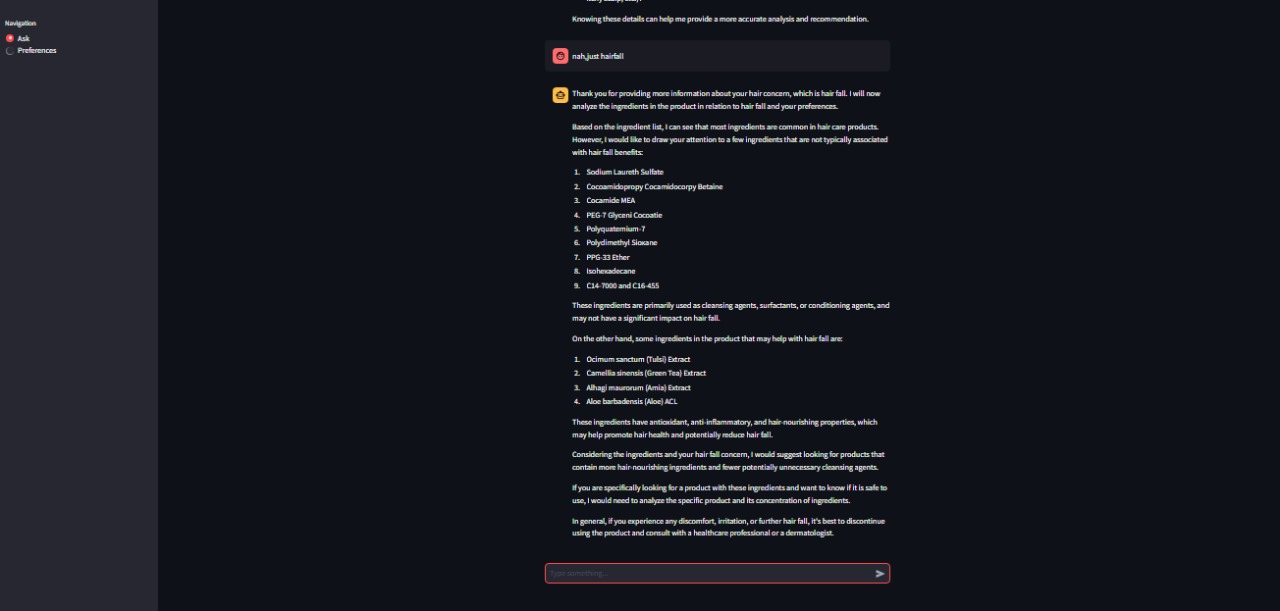 Navigation
Ask
Preferences
Knowing these details can help me provide a more accurate analysis and recommendation.
nah,just hairfall
Thank you for providing more information about your hair concern, which is hair fall. I will now
analyze the ingredients in the product in relation to hair fall and your preferences.
Based on the ingredient list, I can see that most ingredients are common in hair care products.
However, I would like to draw your attention to a few ingredients that are not typically associated
with hair fall benefits:
1. Sodium Laureth Sulfate
2. Cocoamidopropy Cocamidocorpy Betaine
3. Cocamide MEA
4. PEG-7 Glyceni Cocoatie
5. Polyquatemium-7
6. Polydimethyl Sioxane
7. PPG-33 Ether
8. Isohexadecane
9. C14-7000 and C16-455
These ingredients are primarily used as cleansing agents, surfactants, or conditioning agents, and
may not have a significant impact on hair fall.
On the other hand, some ingredients in the product that may help with hair fall are:
1. Ocimum sanctum (Tulsi) Extract
2. Camellia sinensis (Green Tea) Extract
3. Alhagi maurorum (Amia) Extract
4. Aloe barbadensis (Aloe) ACL
These ingredients have antioxidant, anti-inflammatory, and hair-nourishing properties, which
may help promote hair health and potentially reduce hair fall.
Considering the ingredients and your hair fall concern, I would suggest looking for products that
contain more hair-nourishing ingredients and fewer potentially unnecessary cleansing agents.
If you are specifically looking for a product with these ingredients and want to know if it is safe to
use, I would need to analyze the specific product and its concentration of ingredients.
In general, if you experience any discomfort, irritation, or further hair fall, it's best to discontinue
using the product and consult with a healthcare professional or a dermatologist.
Type something...